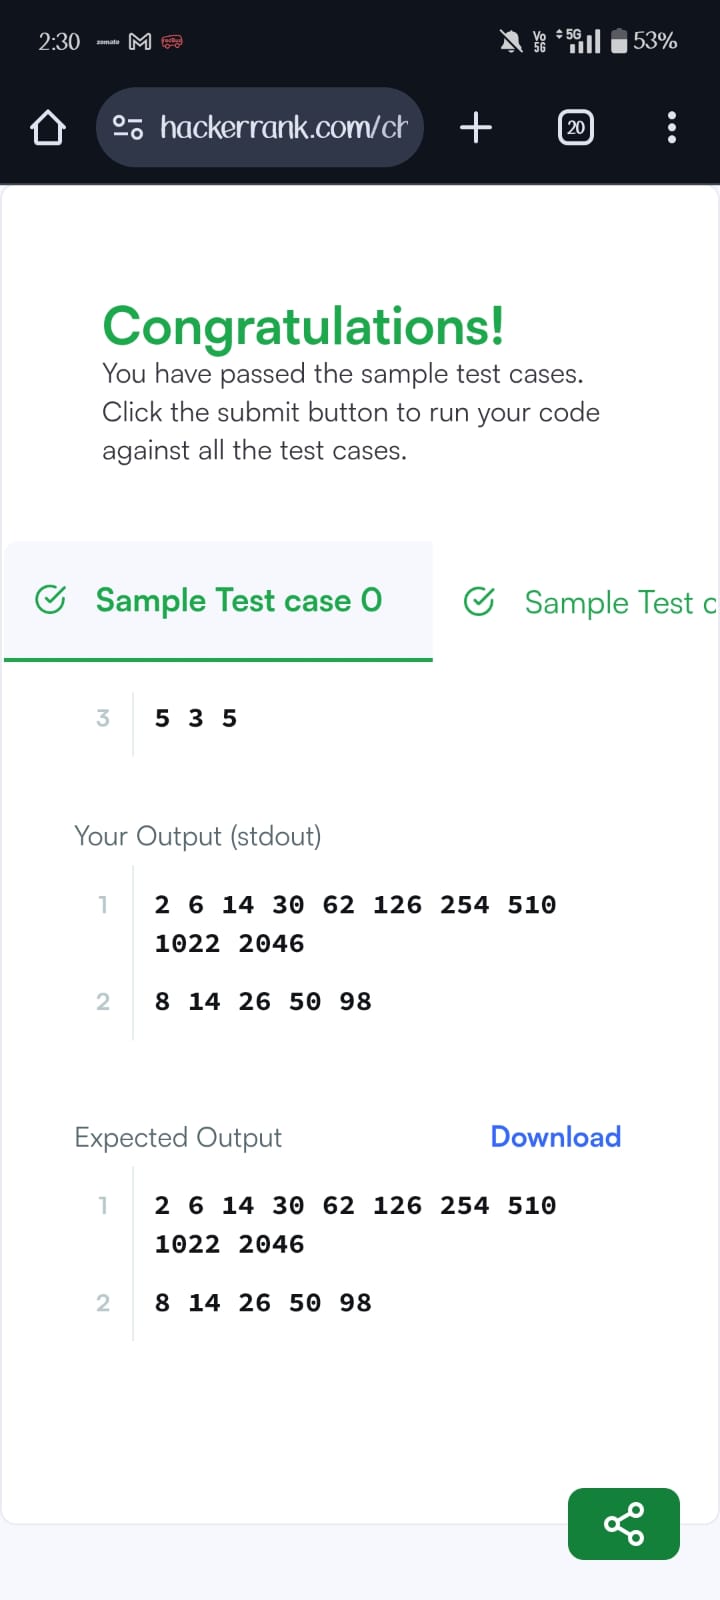 2:30 zomato M redBus Vo 5G 5G 53%
hackerrank.com/ch 20
Congratulations!
You have passed the sample test cases.
Click the submit button to run your code
against all the test cases.
Sample Test case 0 Sample Test c
3 5 3 5
Your Output (stdout)
1 2 6 14 30 62 126 254 510
1022 2046
2 8 14 26 50 98
Expected Output Download
1 2 6 14 30 62 126 254 510
1022 2046
2 8 14 26 50 98